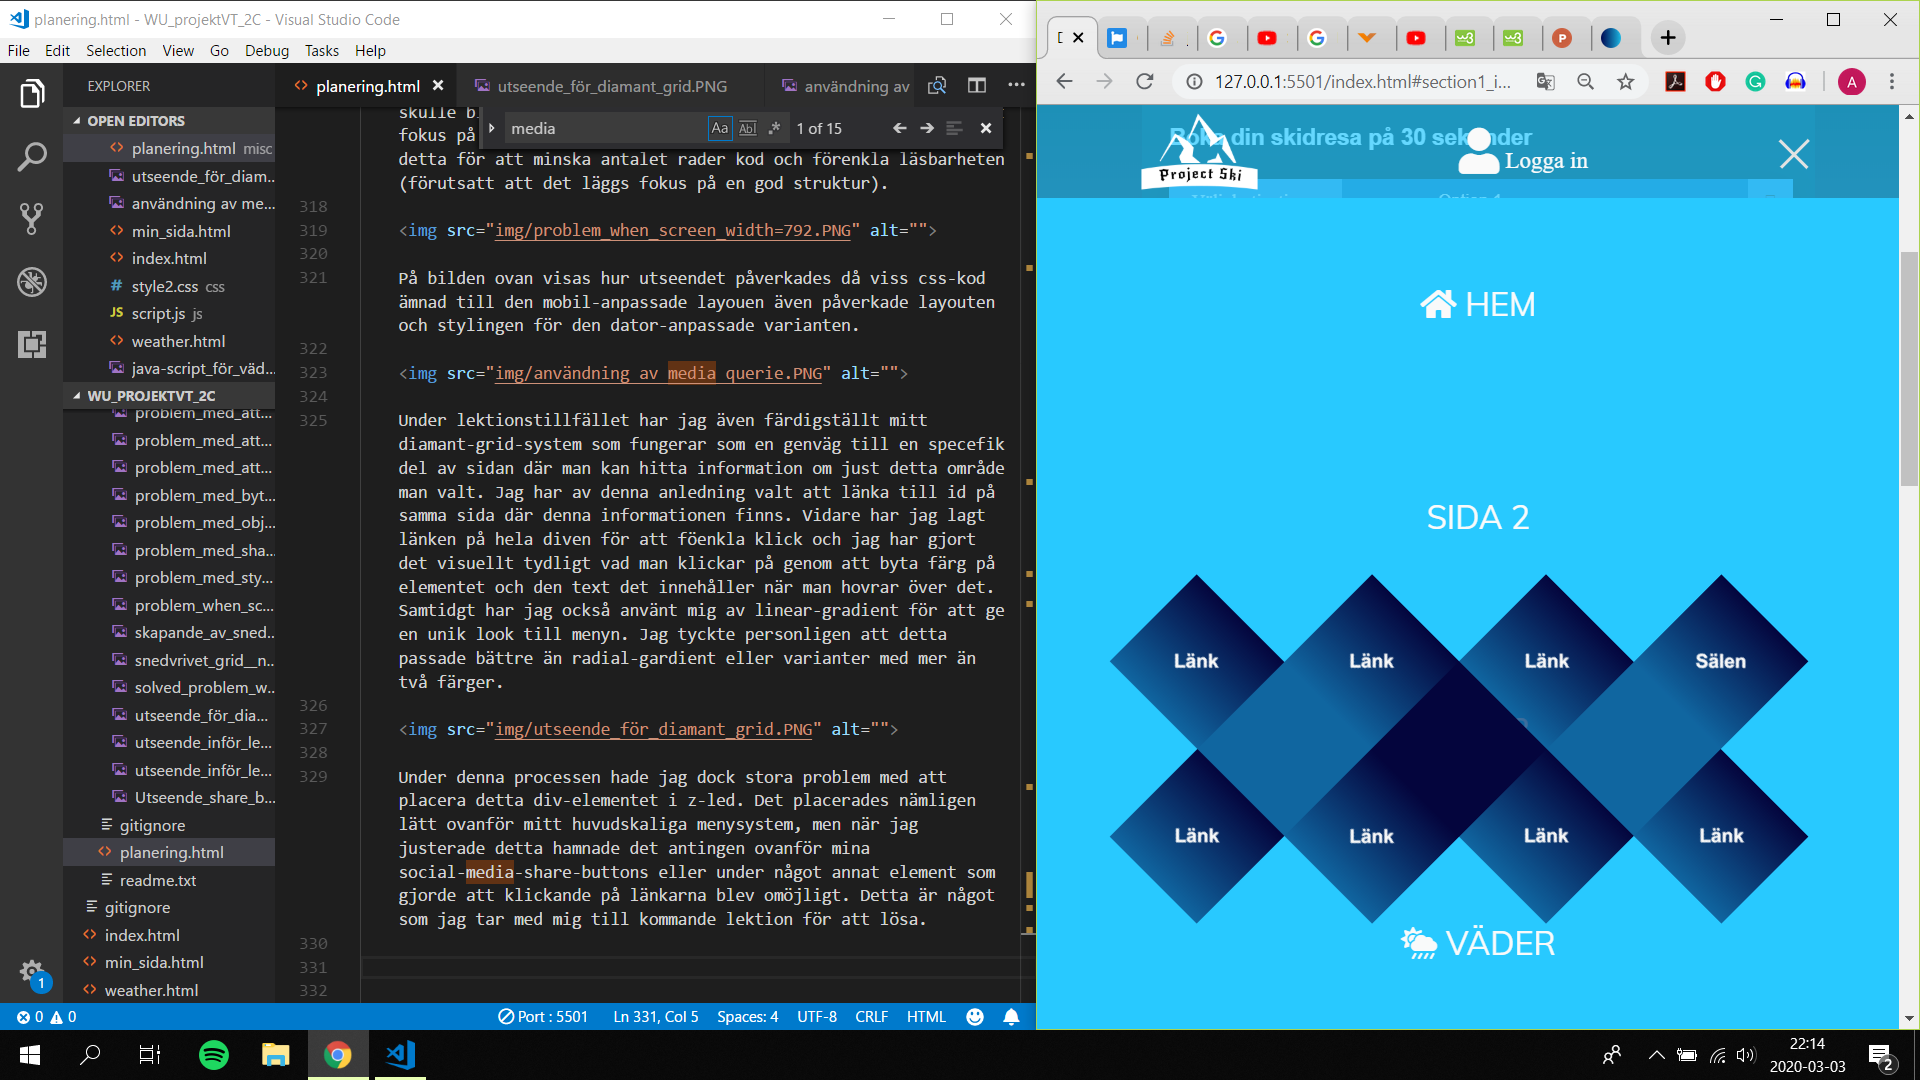 planering.html - WU_projektVT_2C - Visual Studio Code
File Edit Selection View Go Debug Tasks Help
EXPLORER
OPEN EDITORS
planering.html misc
utseende_för_diam...
användning av me...
min_sida.html
index.html
# style2.css css
JS script.js js
weather.html
java-script_för_väd...
WU_PROJEKTVT_2C
problem_med_att...
problem_med_att...
problem_med_att...
problem_med_byt...
problem_med_obj...
problem_med_sha...
problem_med_sty...
problem_when_sc...
skapande_av_sned...
snedvrivet_grid__n...
solved_problem_w...
utseende_för_dia...
utseende_inför_le...
utseende_inför_le...
Utseende_share_b...
gitignore
planering.html
readme.txt
gitignore
index.html
min_sida.html
weather.html
1
planering.html utseende_för_diamant_grid.PNG användning av
media Aa Abl .* 1 of 15
skulle b
fokus på
detta för att minska antalet rader kod och förenkla läsbarheten
(förutsatt att det läggs fokus på en god struktur).
318
319 <img src="img/problem_when_screen_width=792.PNG" alt="">
320
321 På bilden ovan visas hur utseendet påverkades då viss css-kod
ämnad till den mobil-anpassade layouen även påverkade layouten
och stylingen för den dator-anpassade varianten.
322
323 <img src="img/användning av media querie.PNG" alt="">
324
325 Under lektionstillfället har jag även färdigställt mitt
diamant-grid-system som fungerar som en genväg till en specefik
del av sidan där man kan hitta information om just detta område
man valt. Jag har av denna anledning valt att länka till id på
samma sida där denna informationen finns. Vidare har jag lagt
länken på hela diven för att föenkla klick och jag har gjort
det visuellt tydligt vad man klickar på genom att byta färg på
elementet och den text det innehåller när man hovrar över det.
Samtidgt har jag också använt mig av linear-gradient för att ge
en unik look till menyn. Jag tyckte personligen att detta
passade bättre än radial-gardient eller varianter med mer än
två färger.
326
327 <img src="img/utseende_för_diamant_grid.PNG" alt="">
328
329 Under denna processen hade jag dock stora problem med att
placera detta div-elementet i z-led. Det placerades nämligen
lätt ovanför mitt huvudskaliga menysystem, men när jag
justerade detta hamnade det antingen ovanför mina
social-media-share-buttons eller under något annat element som
gjorde att klickande på länkarna blev omöjligt. Detta är något
som jag tar med mig till kommande lektion för att lösa.
330
331
332
0 0 Port : 5501 Ln 331, Col 5 Spaces: 4 UTF-8 CRLF HTML
127.0.0.1:5501/index.html#section1_i... A
Boka din skidresa på 30 sekunder
Project Ski
Logga in
HEM
SIDA 2
Länk Länk Länk Sälen
Länk Länk Länk Länk
VÄDER
22:14
2020-03-03
2